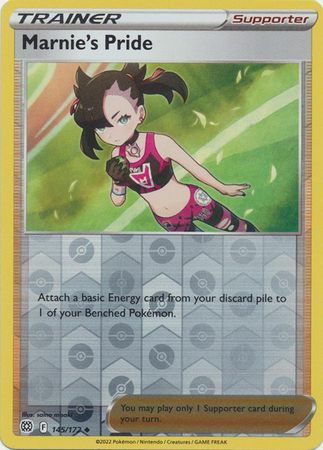 TRAINER
Supporter
Marnie's Pride
Attach a basic Energy card from your discard pile to
1 of your Benched Pokémon.
Illus. saino misaki
F 145/172
You may play only 1 Supporter card during
your turn.
©2022 Pokémon / Nintendo / Creatures / GAME FREAK